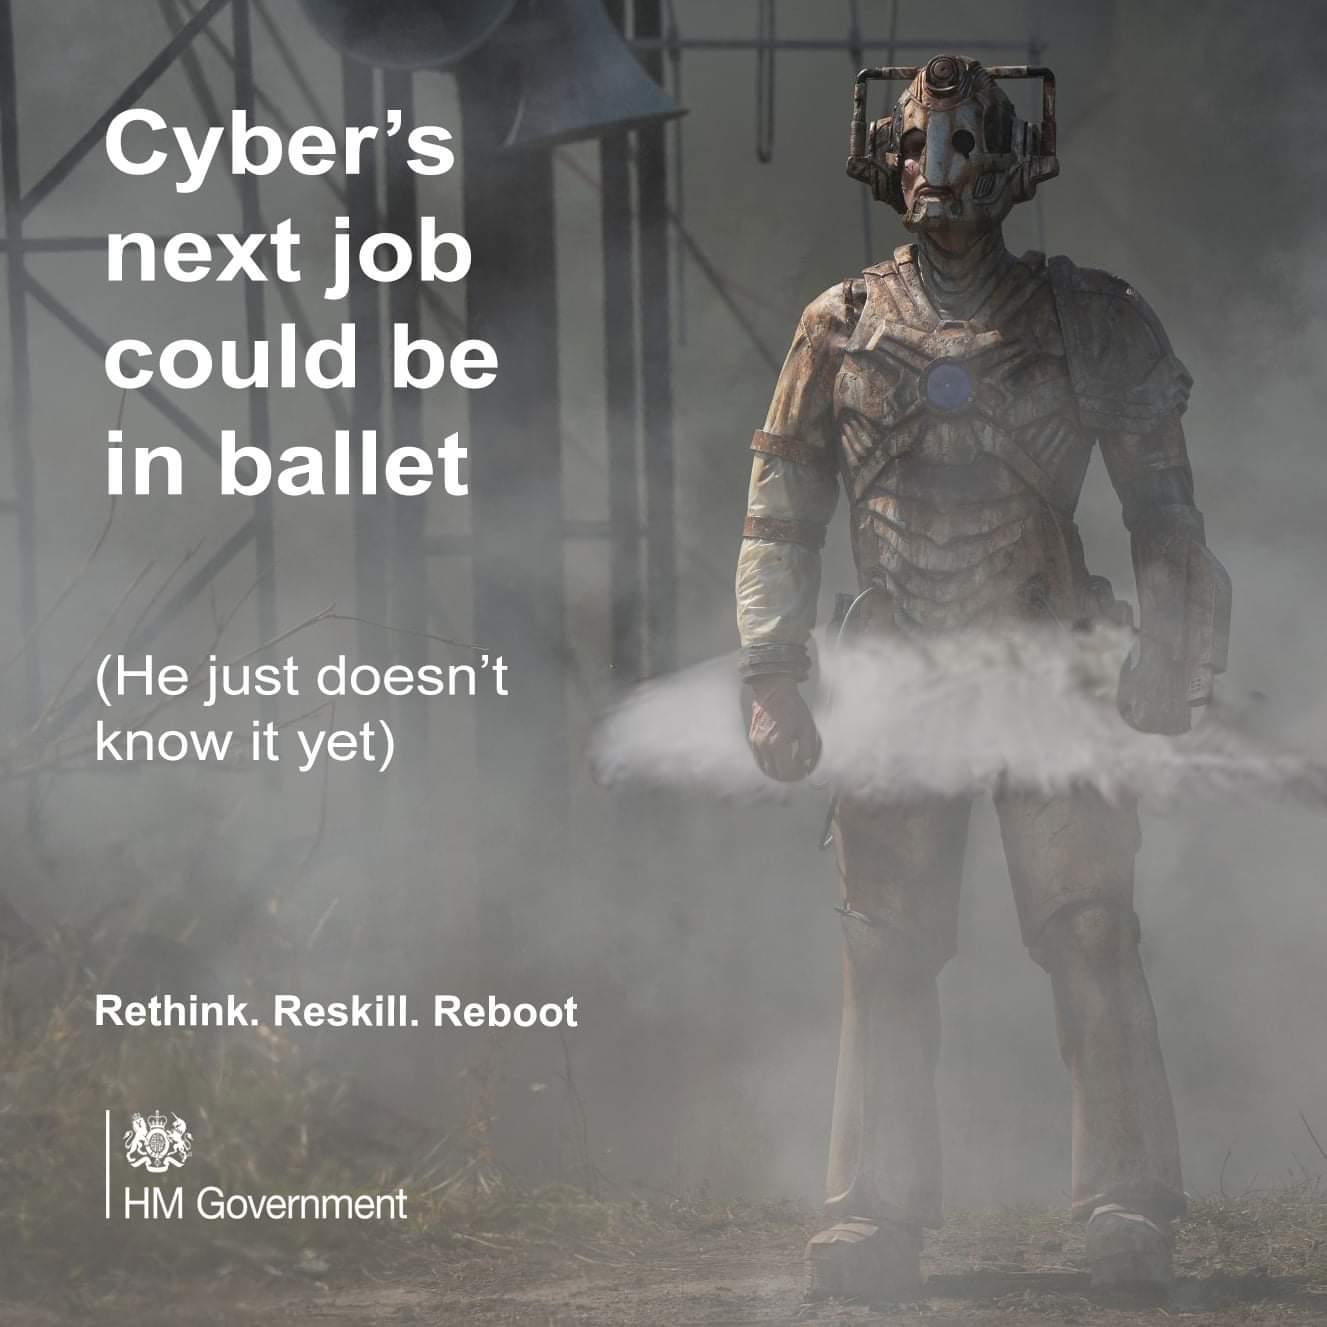 Cyber’s
next job
could be
in ballet
(He just doesn’t
know it yet)
Rethink. Reskill. Reboot
HM Government